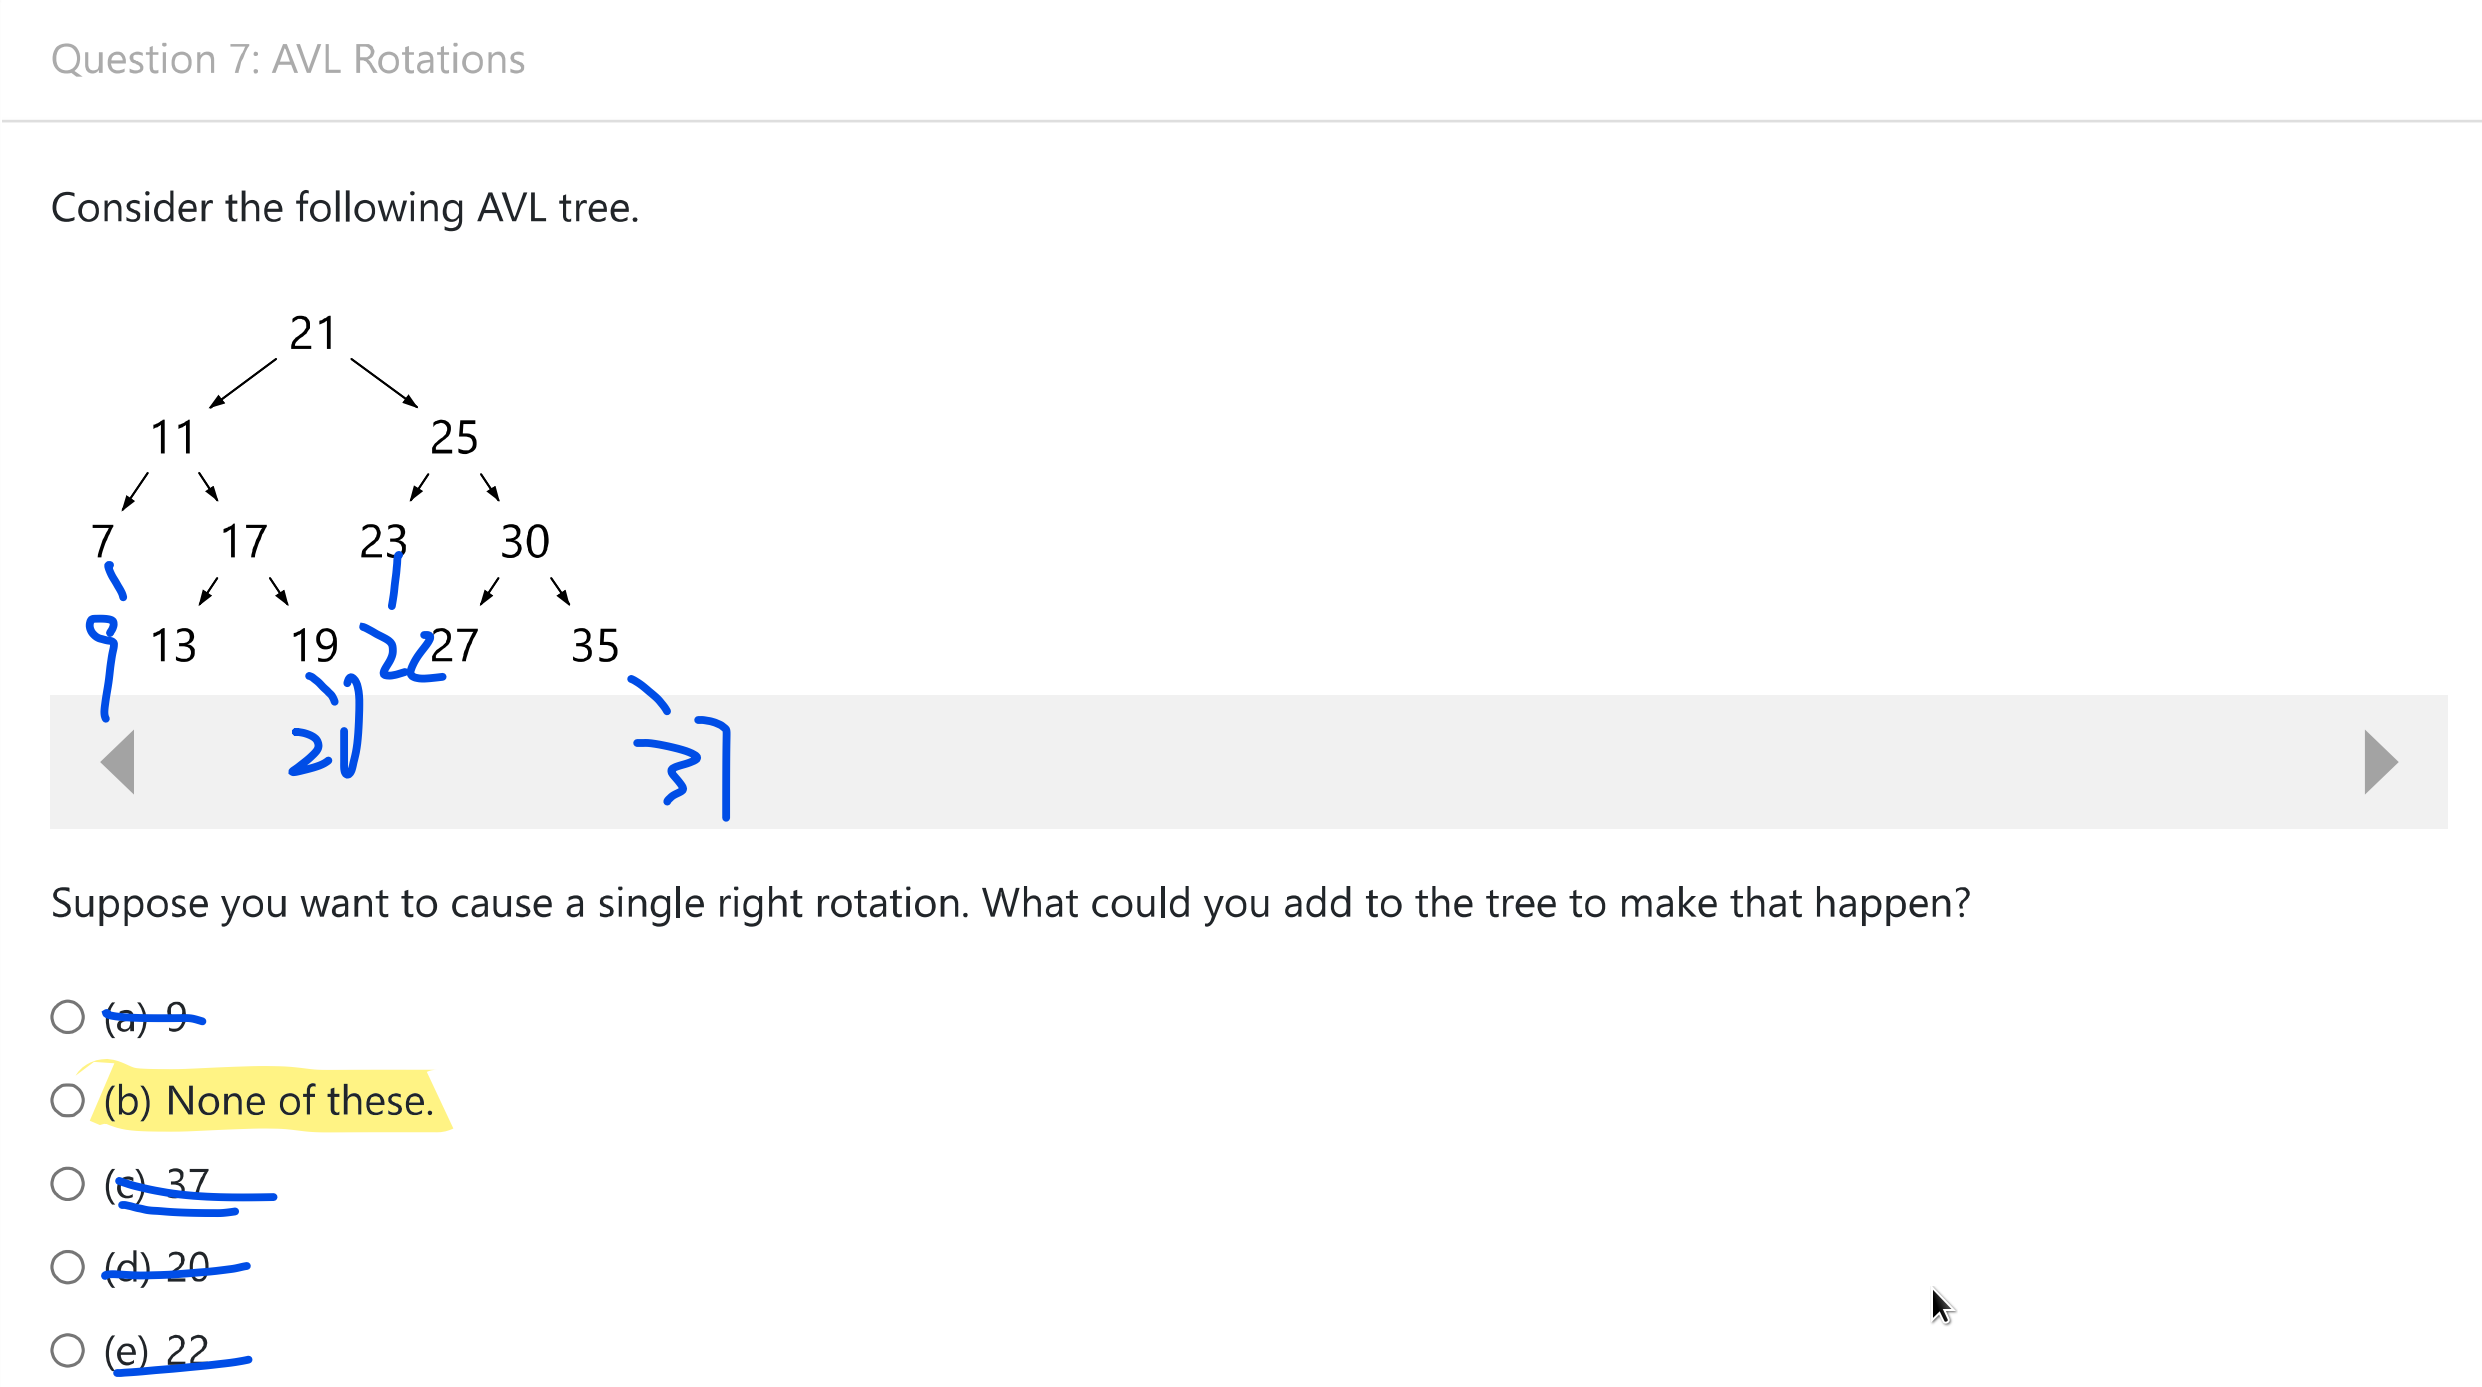 Question 7: AVL Rotations
Consider the following AVL tree.
21
11 25
7 17 23 30
9 13 19 22 27 35
37
Suppose you want to cause a single right rotation. What could you add to the tree to make that happen?
(a) 9
(b) None of these.
(c) 37
(d) 20
(e) 22